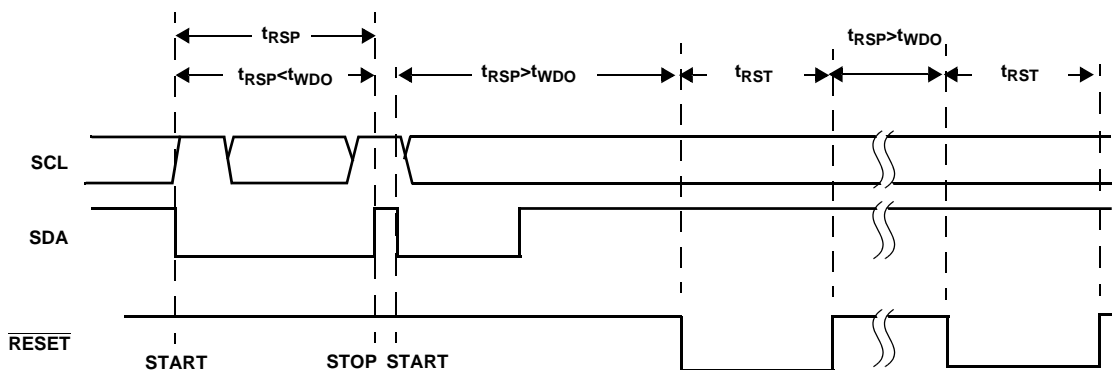 tRSP
tRSP<tWDO
tRSP>tWDO
tRST
tRSP>tWDO
tRST
SCL
SDA
RESET
START
STOP
START